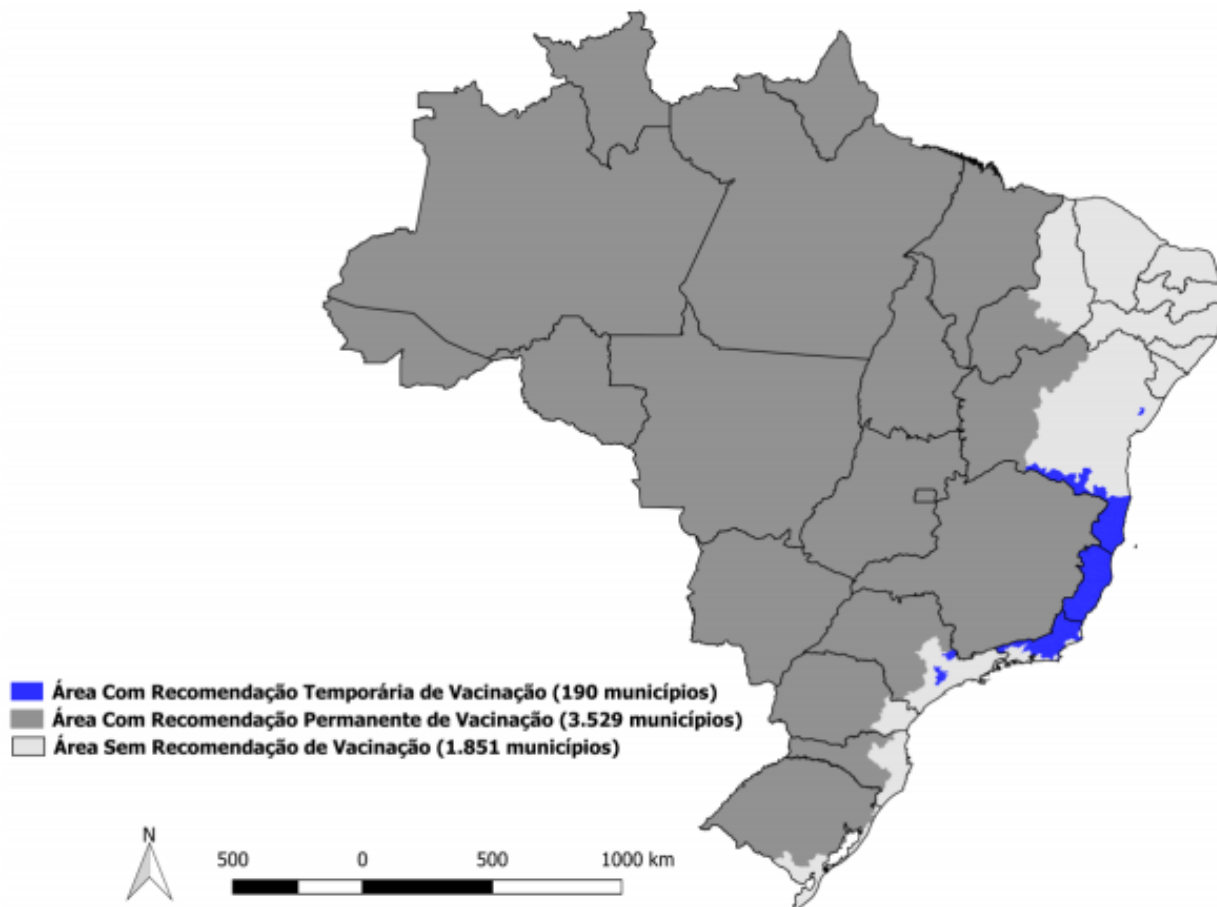 Área Com Recomendação Temporária de Vacinação (190 municípios)
Área Com Recomendação Permanente de Vacinação (3.529 municípios)
Área Sem Recomendação de Vacinação (1.851 municípios)
N
500 0 500 1000 km